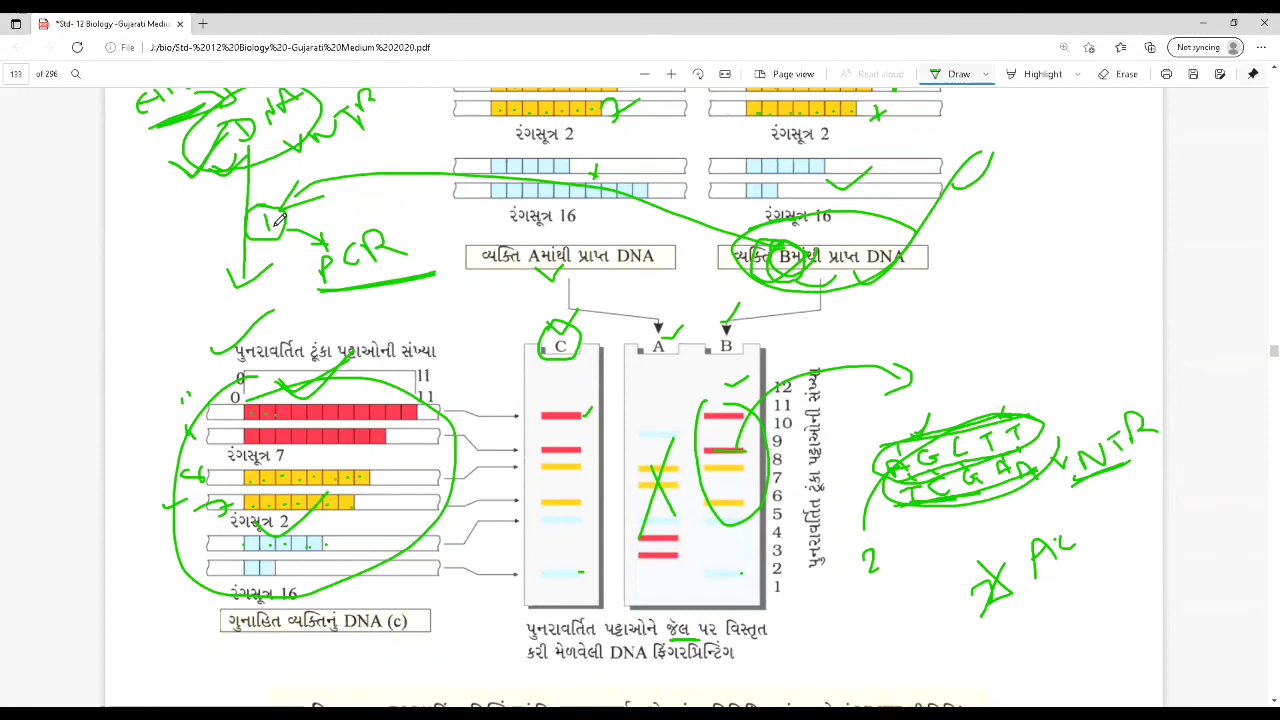 *Std- 12 Biology -Gujarati Medium
File
J:/bio/Std-%2012%20Biology%20-Gujarati%20Medium%202020.pdf
Not syncing
133 of 296
Page view
Read aloud
Draw
Highlight
Erase
DNA
VNTR
7
રંગસૂત્ર 2
રંગસૂત્ર 2
રંગસૂત્ર 16
રંગસૂત્ર 16
1
PCR
વ્યક્તિ Aમાંથી પ્રાપ્ત DNA
વ્યક્તિ Bમાંથી પ્રાપ્ત DNA
પુનરાવર્તિત ટૂંકા પટ્ટાઓની સંખ્યા
0 11
0 11
રંગસૂત્ર 7
રંગસૂત્ર 2
રંગસૂત્ર 16
ગુનાહિત વ્યક્તિનું DNA (c)
C A B
12
11
10
9
8
7
6
5
4
3
2
1
પુનરાવર્તિત ટૂંકા પટ્ટાઓની સંખ્યા
VNTR
2
પુનરાવર્તિત પટ્ટાઓને જૅલ પર વિસ્તૃત
કરી મેળવેલી DNA ફિંગરપ્રિન્ટિંગ